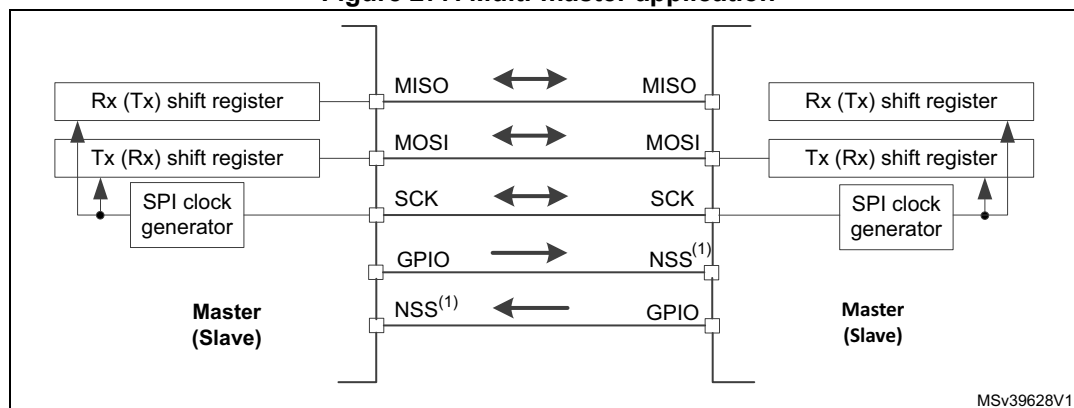 Figure Multi-master application
MISO MISO
Rx (Tx) shift register Rx (Tx) shift register
MOSI MOSI
Tx (Rx) shift register Tx (Rx) shift register
SPI clock generator SCK SCK SPI clock generator
GPIO NSS(1)
NSS(1) GPIO
Master Master
(Slave) (Slave)
MSv39628V1